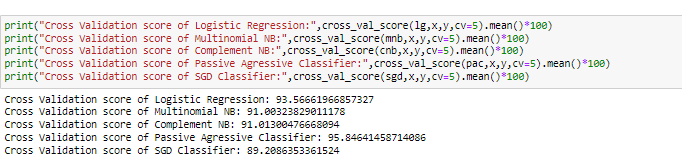 print("Cross Validation score of Logistic Regression:",cross_val_score(lg,x,y,cv=5).mean()*100)
print("Cross Validation score of Multinomial NB:",cross_val_score(mnb,x,y,cv=5).mean()*100)
print("Cross Validation score of Complement NB:",cross_val_score(cnb,x,y,cv=5).mean()*100)
print("Cross Validation score of Passive Agressive Classifier:",cross_val_score(pac,x,y,cv=5).mean()*100)
print("Cross Validation score of SGD Classifier:",cross_val_score(sgd,x,y,cv=5).mean()*100)
Cross Validation score of Logistic Regression: 93.56661966857327
Cross Validation score of Multinomial NB: 91.00323829011178
Cross Validation score of Complement NB: 91.01300476668094
Cross Validation score of Passive Agressive Classifier: 95.84641458714086
Cross Validation score of SGD Classifier: 89.2086353361524